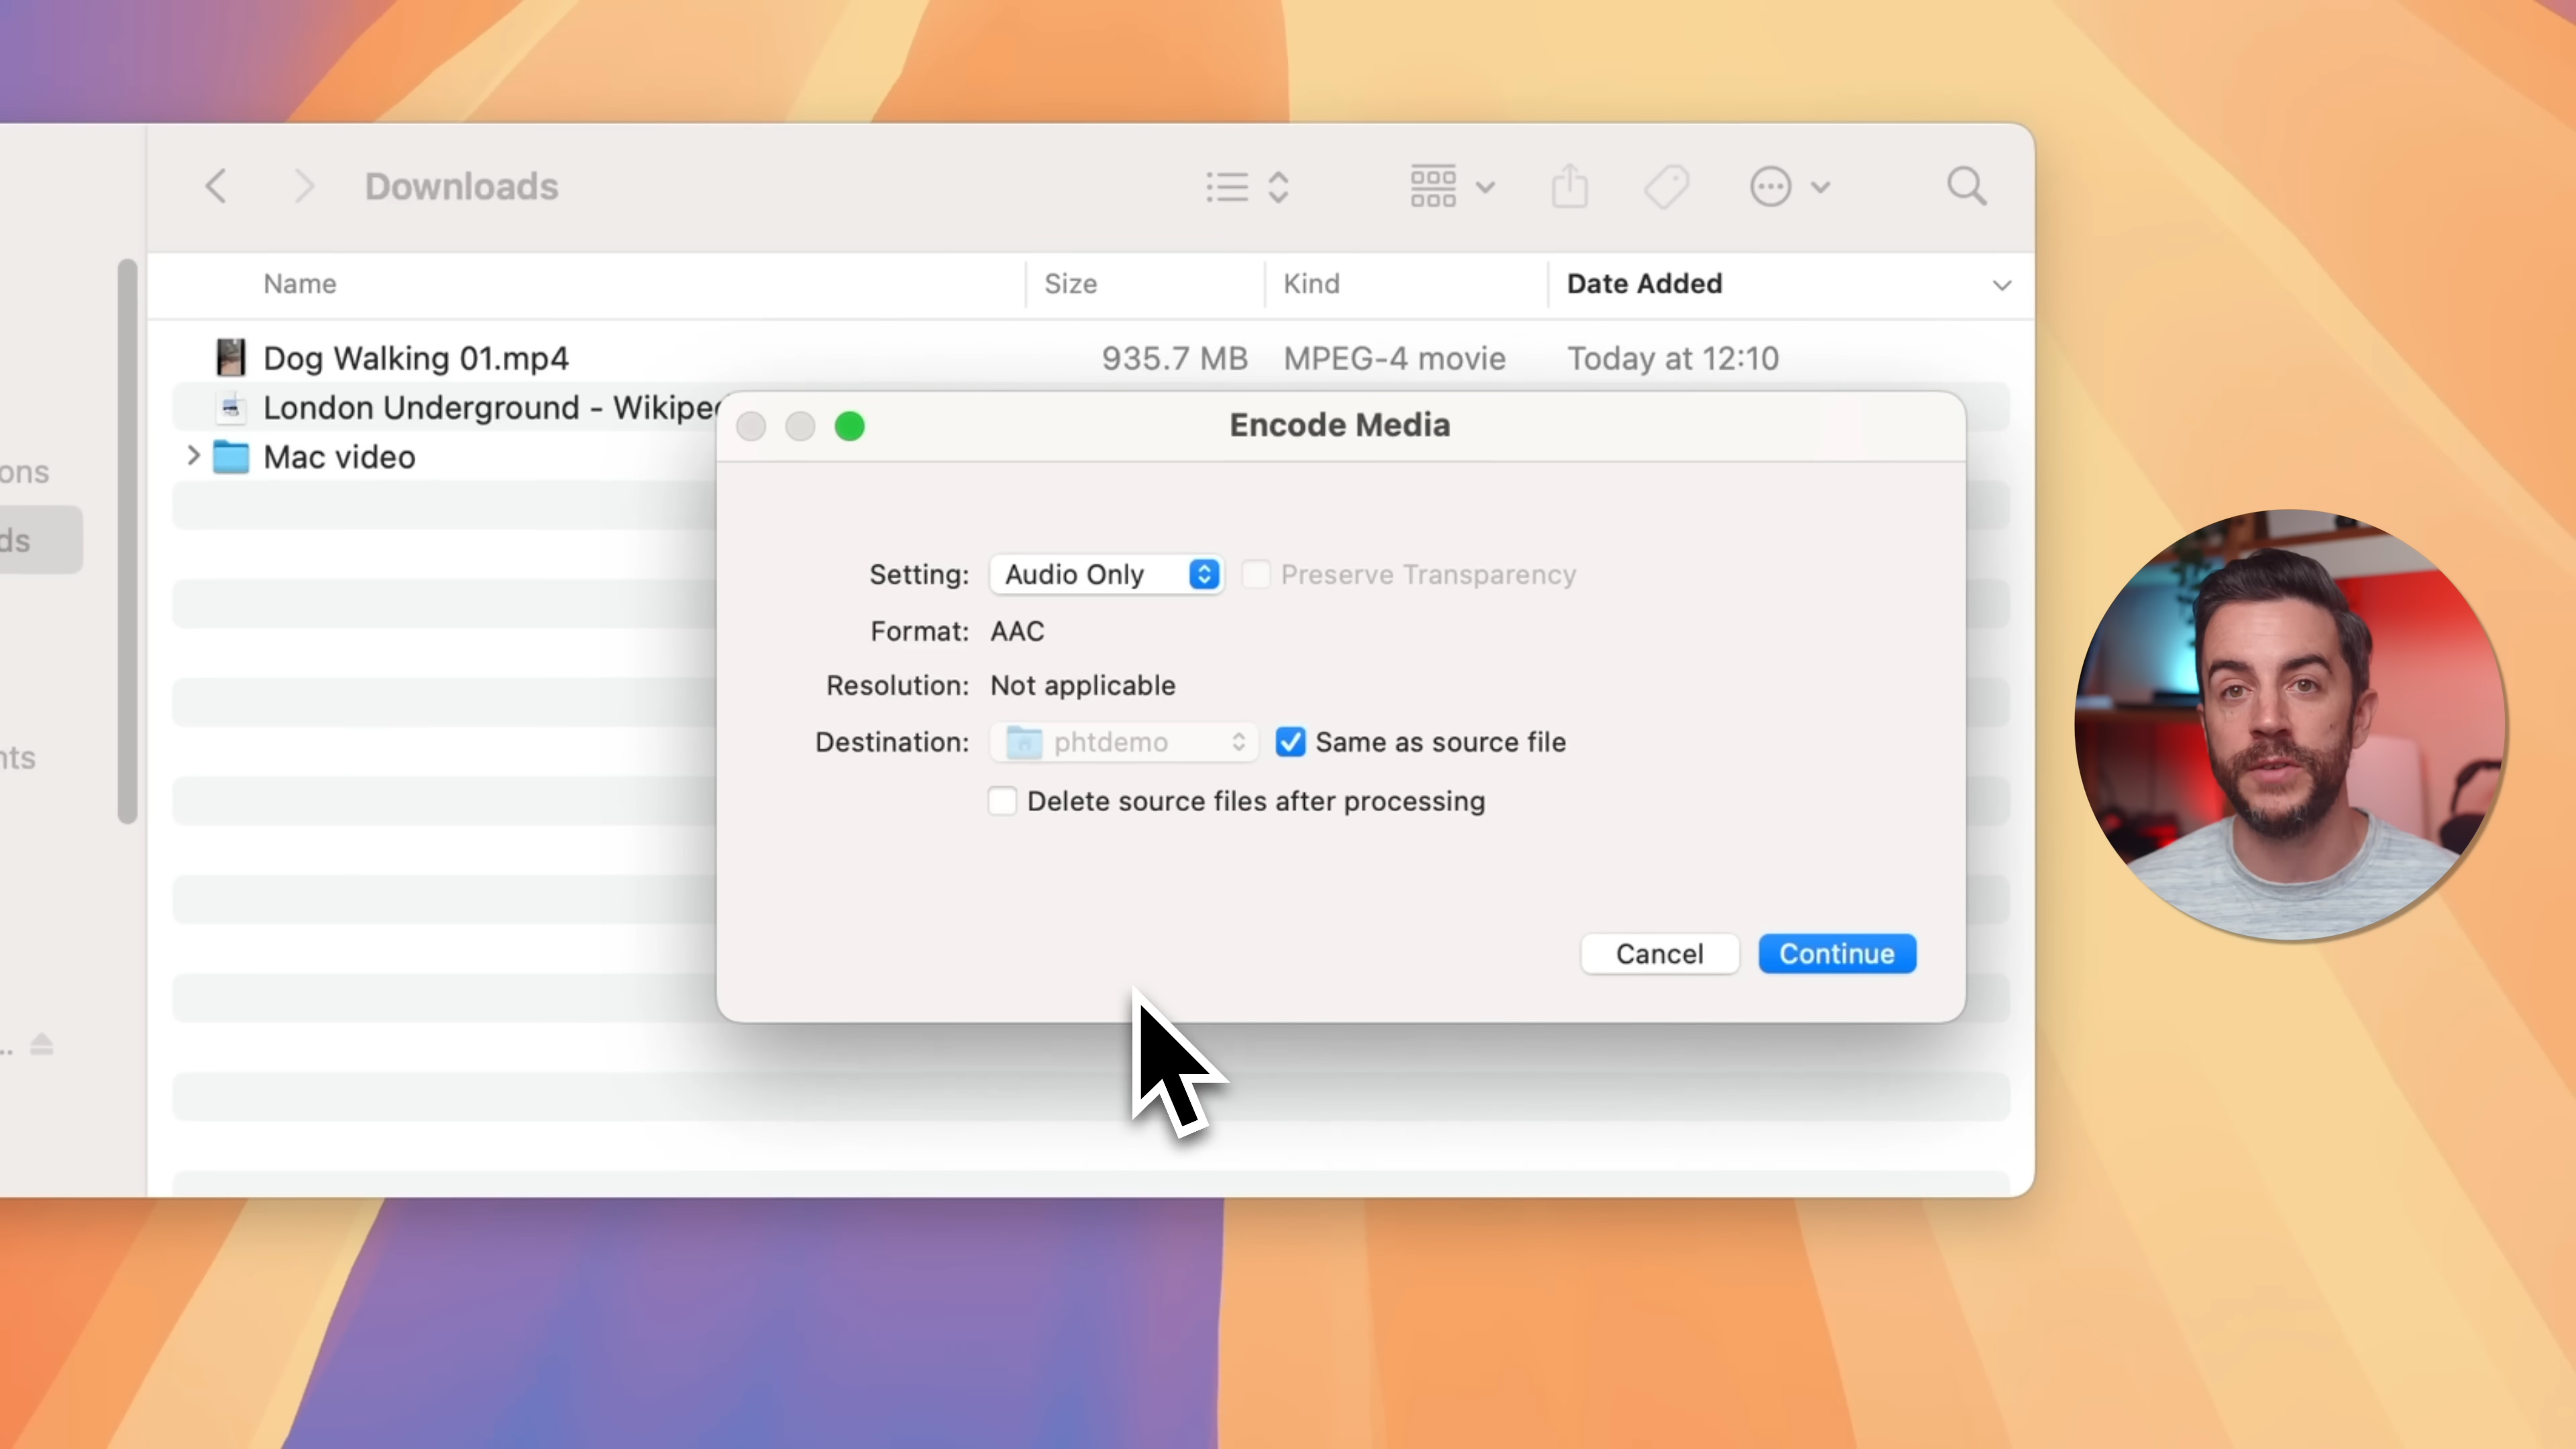 Downloads
Name Size Kind Date Added
Dog Walking 01.mp4 935.7 MB MPEG-4 movie Today at 12:10
London Underground - Wikipe
Mac video
ons
ds
nts
..
Encode Media
Setting: Audio Only Preserve Transparency
Format: AAC
Resolution: Not applicable
Destination: phtdemo Same as source file
Delete source files after processing
Cancel Continue